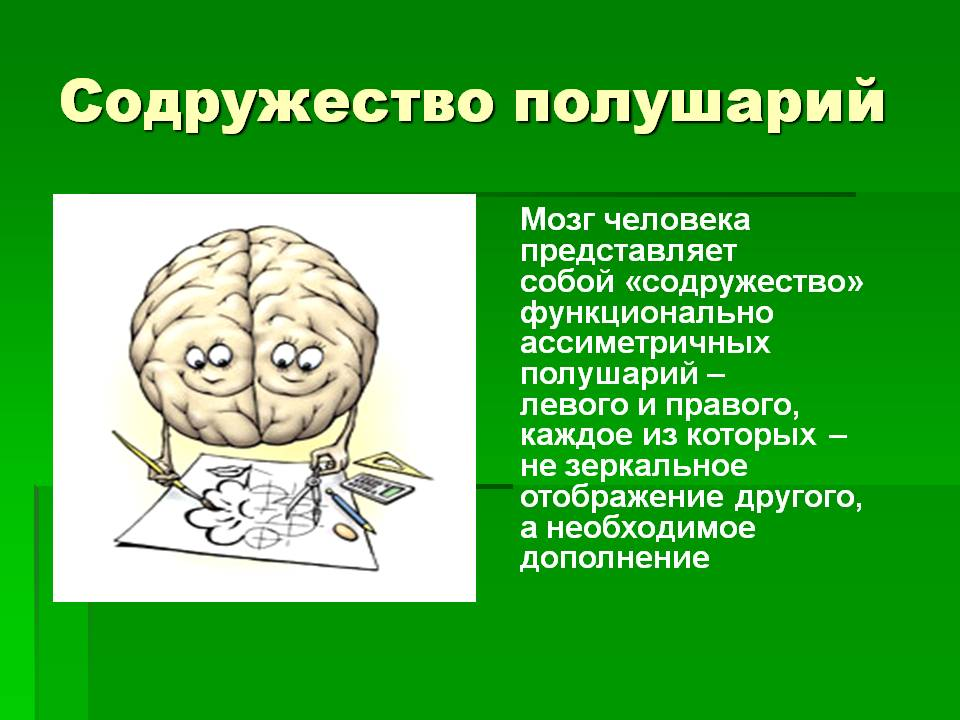 Содружество полушарий
Мозг человека
представляет
собой «содружество»
функционально
ассиметричных
полушарий –
левого и правого,
каждое из которых –
не зеркальное
отображение другого,
а необходимое
дополнение